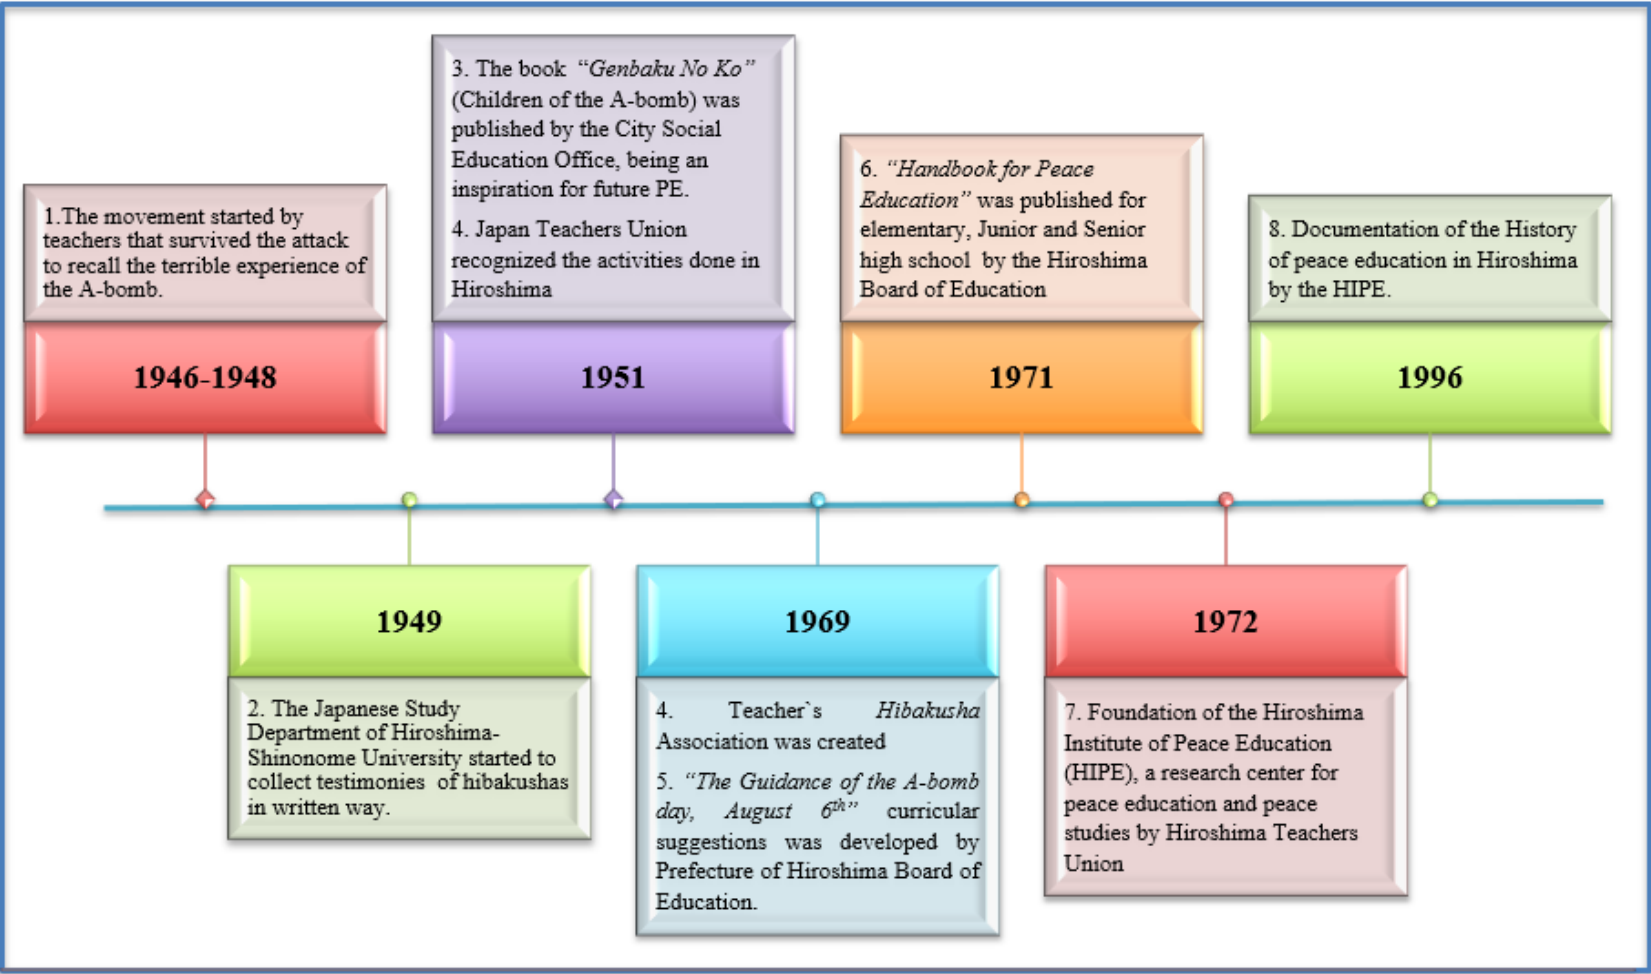 1.The movement started by
teachers that survived the attack
to recall the terrible experience of
the A-bomb.
1946-1948
2. The Japanese Study
Department of Hiroshima-
Shinonome University started to
collect testimonies of hibakushas
in written way.
1949
3. The book “Genbaku No Ko”
(Children of the A-bomb) was
published by the City Social
Education Office, being an
inspiration for future PE.
4. Japan Teachers Union
recognized the activities done in
Hiroshima
1951
1969
4. Teacher`s Hibakusha
Association was created
5. “The Guidance of the A-bomb
day, August 6th” curricular
suggestions was developed by
Prefecture of Hiroshima Board of
Education.
6. “Handbook for Peace
Education” was published for
elementary, Junior and Senior
high school by the Hiroshima
Board of Education
1971
1972
7. Foundation of the Hiroshima
Institute of Peace Education
(HIPE), a research center for
peace education and peace
studies by Hiroshima Teachers
Union
8. Documentation of the History
of peace education in Hiroshima
by the HIPE.
1996